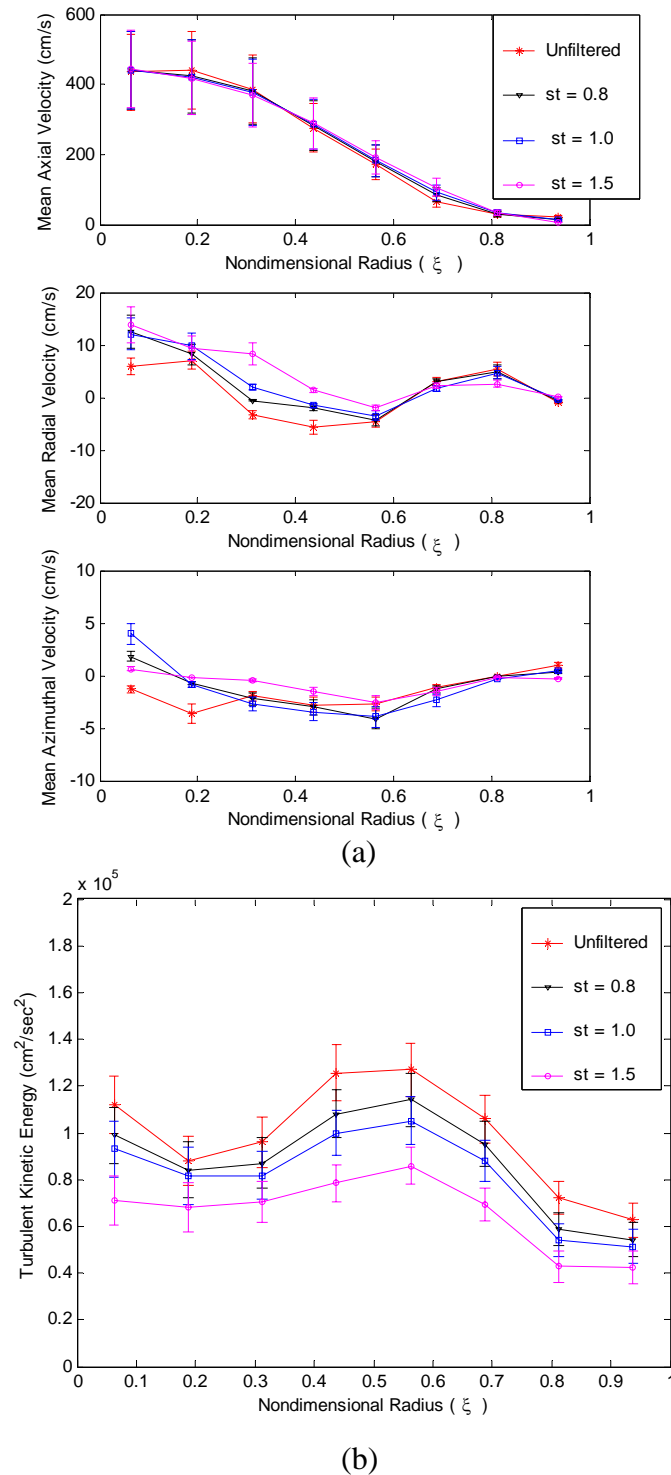 600
400
200
0
Mean Axial Velocity (cm/s)
0 0.2 0.4 0.6 0.8 1
Nondimensional Radius ( ξ )
Unfiltered
st = 0.8
st = 1.0
st = 1.5
20
10
0
-10
-20
Mean Radial Velocity (cm/s)
0 0.2 0.4 0.6 0.8 1
Nondimensional Radius ( ξ )
10
5
0
-5
-10
Mean Azimuthal Velocity (cm/s)
0 0.2 0.4 0.6 0.8 1
Nondimensional Radius ( ξ )
(a)
x 10^5
2
1.8
1.6
1.4
1.2
1
0.8
0.6
0.4
0.2
0
Turbulent Kinetic Energy (cm²/sec²)
0 0.1 0.2 0.3 0.4 0.5 0.6 0.7 0.8 0.9 1
Nondimensional Radius ( ξ )
Unfiltered
st = 0.8
st = 1.0
st = 1.5
(b)